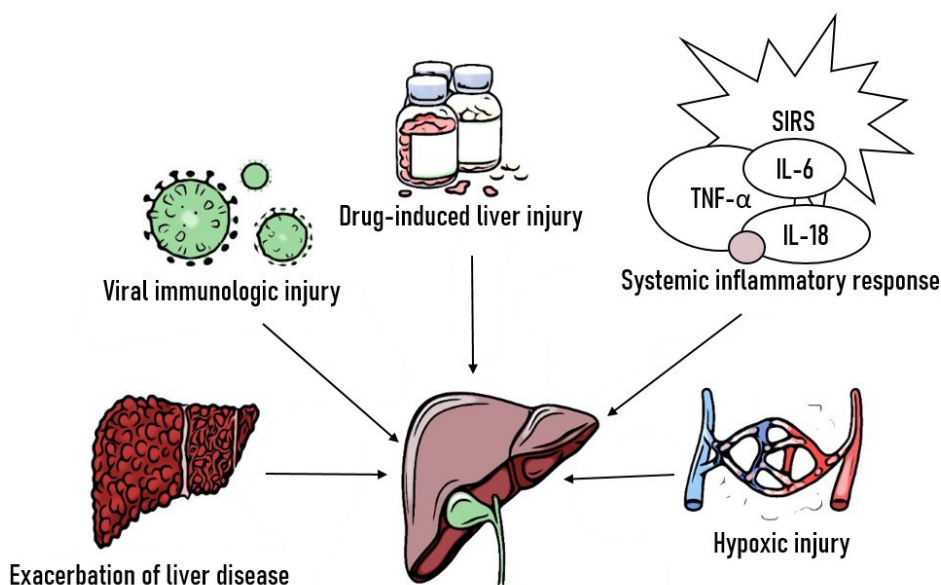 SIRS
IL-6
TNF-α
IL-18
Drug-induced liver injury
Viral immunologic injury
Systemic inflammatory response
Hypoxic injury
Exacerbation of liver disease